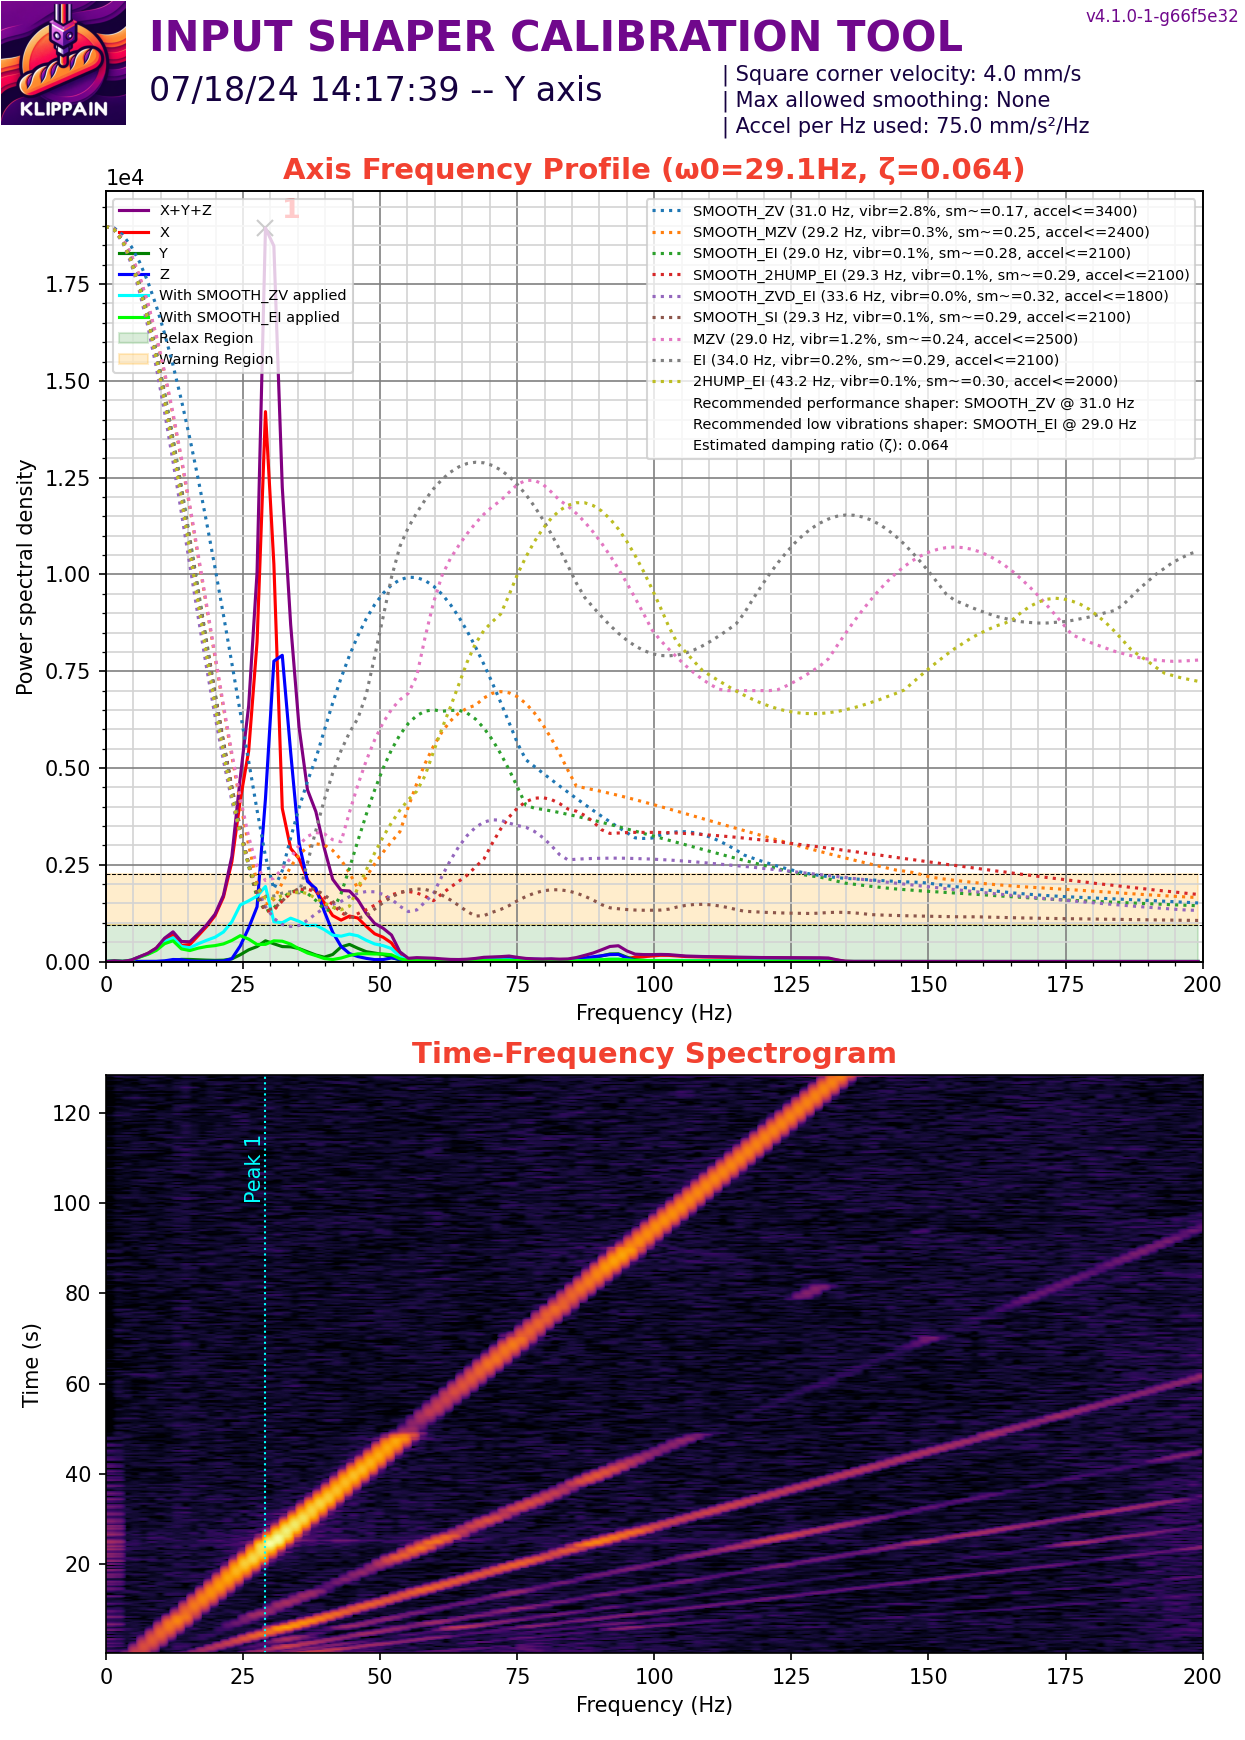 KLIPPAIN
INPUT SHAPER CALIBRATION TOOL
v4.1.0-1-g66f5e32
07/18/24 14:17:39 -- Y axis
| Square corner velocity: 4.0 mm/s
| Max allowed smoothing: None
| Accel per Hz used: 75.0 mm/s²/Hz
Axis Frequency Profile (ω0=29.1Hz, ζ=0.064)
1e4
1
X+Y+Z
X
Y
Z
With SMOOTH_ZV applied
With SMOOTH_EI applied
Relax Region
Warning Region
SMOOTH_ZV (31.0 Hz, vibr=2.8%, sm~=0.17, accel<=3400)
SMOOTH_MZV (29.2 Hz, vibr=0.3%, sm~=0.25, accel<=2400)
SMOOTH_EI (29.0 Hz, vibr=0.1%, sm~=0.28, accel<=2100)
SMOOTH_2HUMP_EI (29.3 Hz, vibr=0.1%, sm~=0.29, accel<=2100)
SMOOTH_ZVD_EI (33.6 Hz, vibr=0.0%, sm~=0.32, accel<=1800)
SMOOTH_SI (29.3 Hz, vibr=0.1%, sm~=0.29, accel<=2100)
MZV (29.0 Hz, vibr=1.2%, sm~=0.24, accel<=2500)
EI (34.0 Hz, vibr=0.2%, sm~=0.29, accel<=2100)
2HUMP_EI (43.2 Hz, vibr=0.1%, sm~=0.30, accel<=2000)
Recommended performance shaper: SMOOTH_ZV @ 31.0 Hz
Recommended low vibrations shaper: SMOOTH_EI @ 29.0 Hz
Estimated damping ratio (ζ): 0.064
Power spectral density
1.75
1.50
1.25
1.00
0.75
0.50
0.25
0.00
0 25 50 75 100 125 150 175 200
Frequency (Hz)
Time-Frequency Spectrogram
Time (s)
120
100
80
60
40
20
Peak 1
0 25 50 75 100 125 150 175 200
Frequency (Hz)